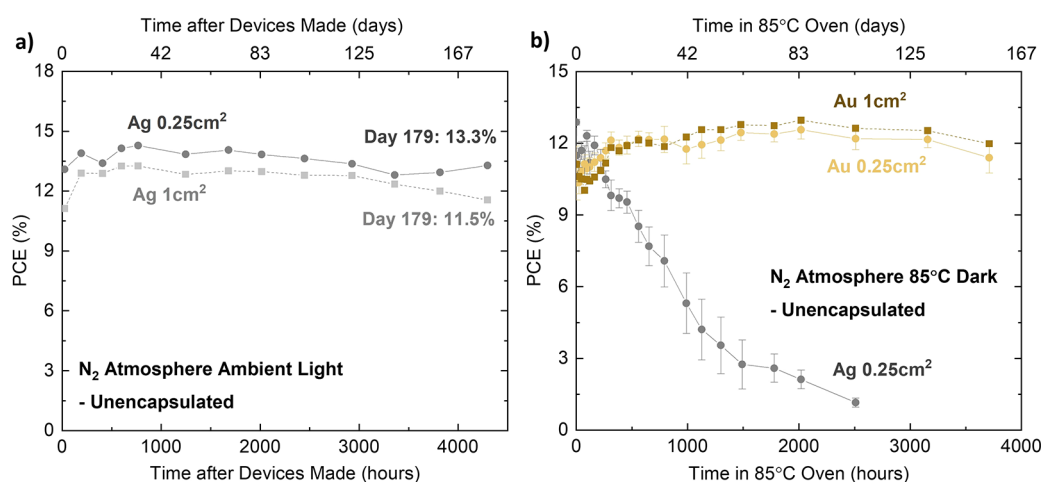 a)
Time after Devices Made (days)
0 42 83 125 167
18
15
12
9
6
3
0
PCE (%)
Ag 0.25cm²
Day 179: 13.3%
Ag 1cm²
Day 179: 11.5%
N₂ Atmosphere Ambient Light
- Unencapsulated
0 1000 2000 3000 4000
Time after Devices Made (hours)
b)
Time in 85°C Oven (days)
0 42 83 125 167
15
12
9
6
3
0
PCE (%)
Au 1cm²
Au 0.25cm²
N₂ Atmosphere 85°C Dark
- Unencapsulated
Ag 0.25cm²
0 1000 2000 3000 4000
Time in 85°C Oven (hours)